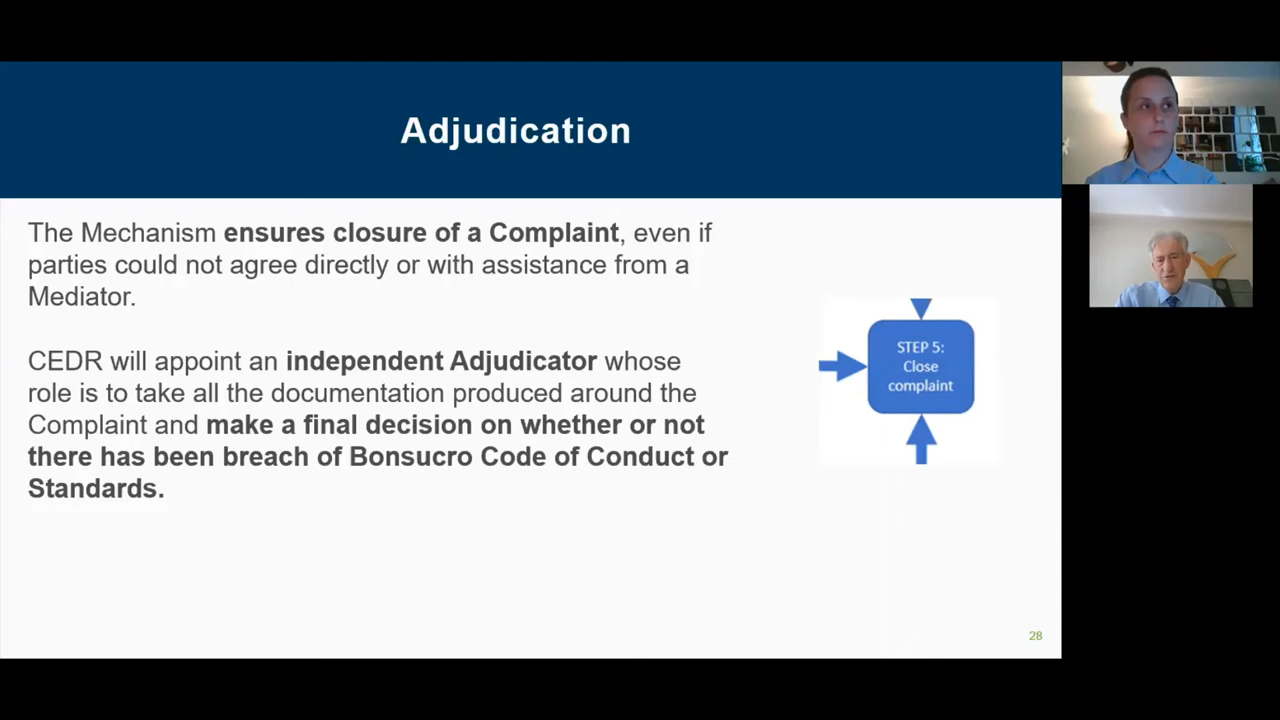 Adjudication
The Mechanism ensures closure of a Complaint, even if
parties could not agree directly or with assistance from a
Mediator.
CEDR will appoint an independent Adjudicator whose
role is to take all the documentation produced around the
Complaint and make a final decision on whether or not
there has been breach of Bonsucro Code of Conduct or
Standards.
STEP 5:
Close
complaint
28